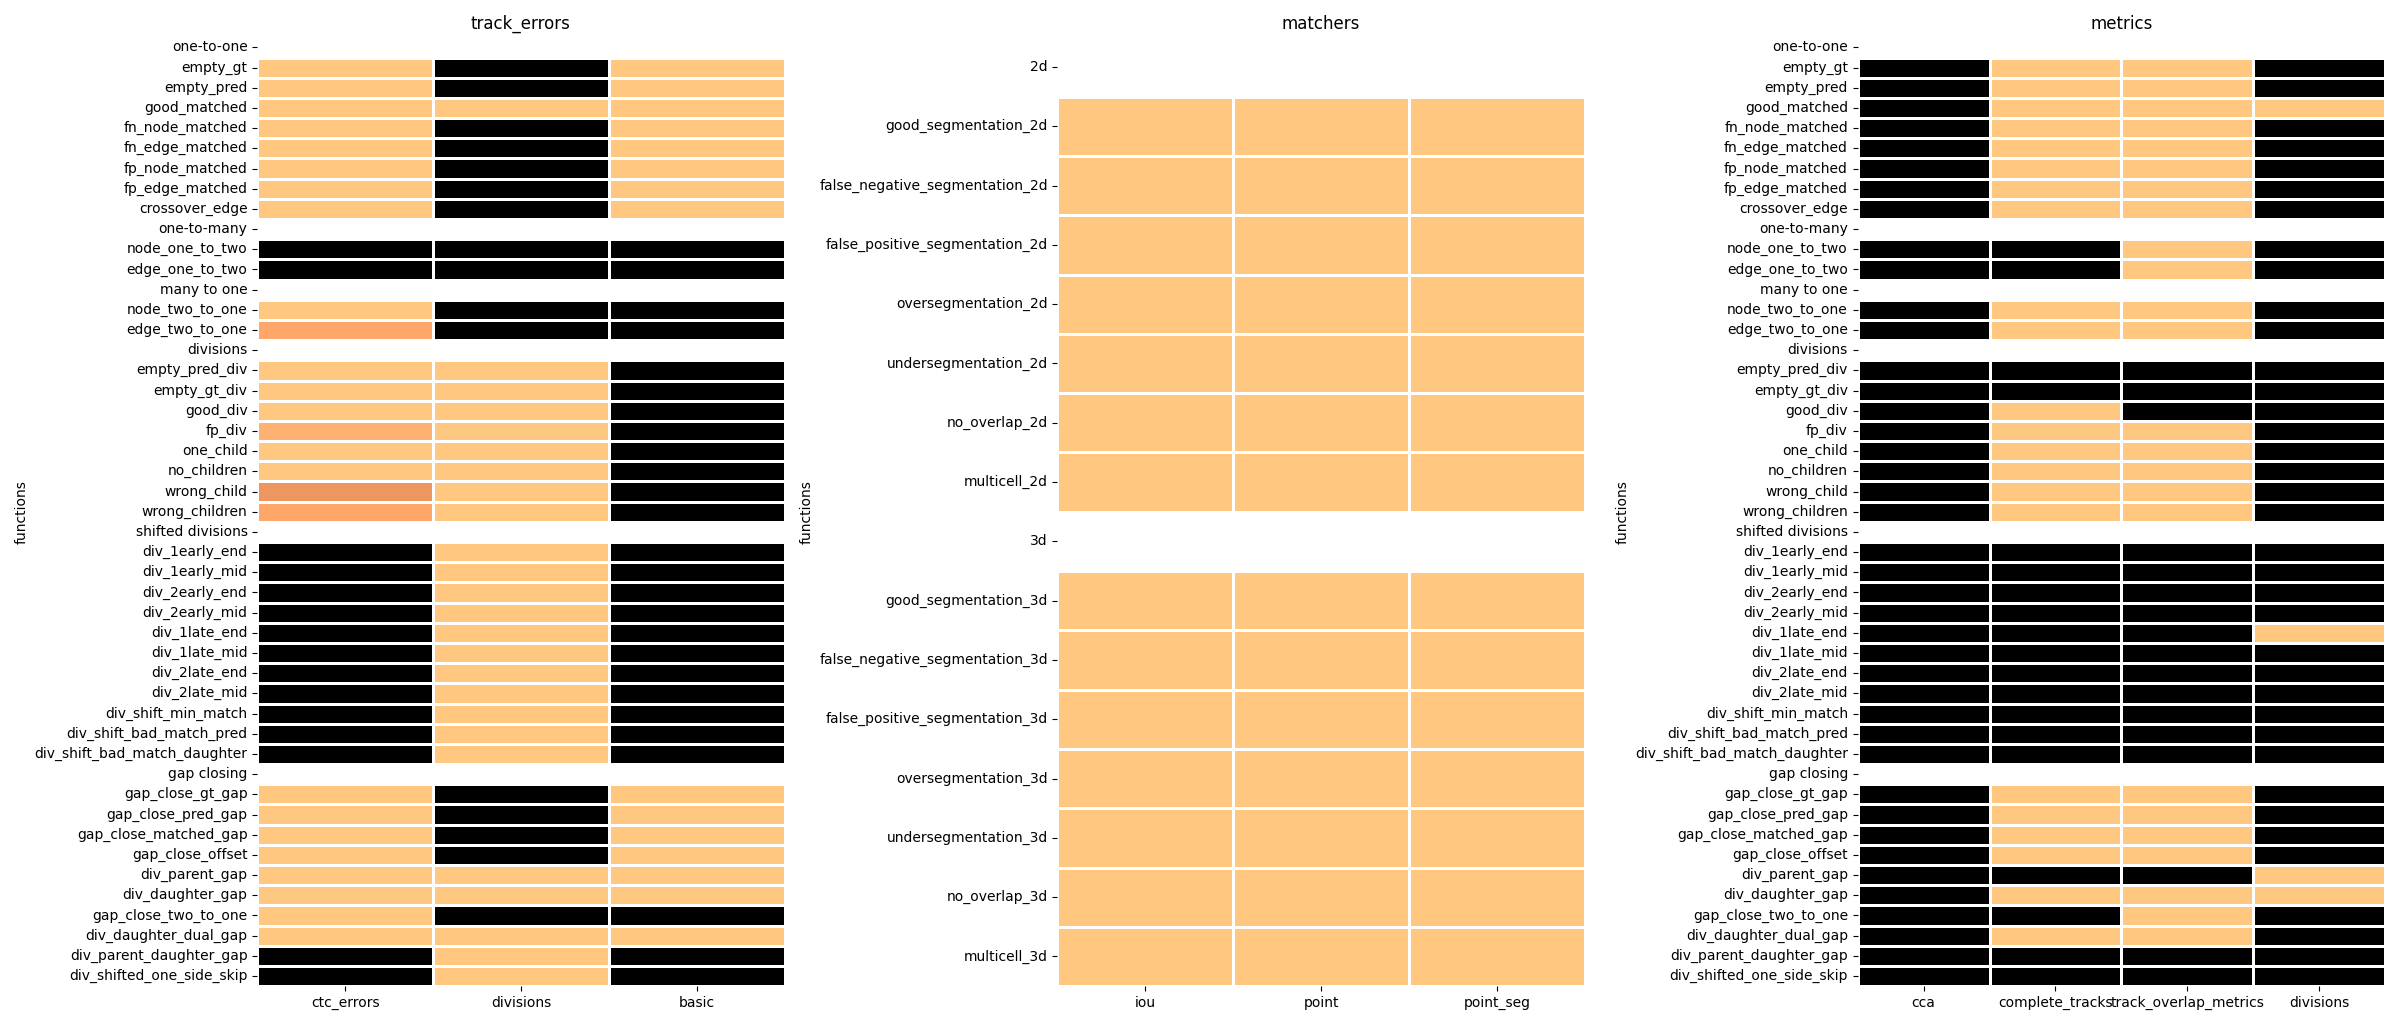 track_errors
functions
one-to-one
empty_gt
empty_pred
good_matched
fn_node_matched
fn_edge_matched
fp_node_matched
fp_edge_matched
crossover_edge
one-to-many
node_one_to_two
edge_one_to_two
many to one
node_two_to_one
edge_two_to_one
divisions
empty_pred_div
empty_gt_div
good_div
fp_div
one_child
no_children
wrong_child
wrong_children
shifted divisions
div_1early_end
div_1early_mid
div_2early_end
div_2early_mid
div_1late_end
div_1late_mid
div_2late_end
div_2late_mid
div_shift_min_match
div_shift_bad_match_pred
div_shift_bad_match_daughter
gap closing
gap_close_gt_gap
gap_close_pred_gap
gap_close_matched_gap
gap_close_offset
div_parent_gap
div_daughter_gap
gap_close_two_to_one
div_daughter_dual_gap
div_parent_daughter_gap
div_shifted_one_side_skip
ctc_errors divisions basic
matchers
functions
2d
good_segmentation_2d
false_negative_segmentation_2d
false_positive_segmentation_2d
oversegmentation_2d
undersegmentation_2d
no_overlap_2d
multicell_2d
3d
good_segmentation_3d
false_negative_segmentation_3d
false_positive_segmentation_3d
oversegmentation_3d
undersegmentation_3d
no_overlap_3d
multicell_3d
iou point point_seg
metrics
functions
one-to-one
empty_gt
empty_pred
good_matched
fn_node_matched
fn_edge_matched
fp_node_matched
fp_edge_matched
crossover_edge
one-to-many
node_one_to_two
edge_one_to_two
many to one
node_two_to_one
edge_two_to_one
divisions
empty_pred_div
empty_gt_div
good_div
fp_div
one_child
no_children
wrong_child
wrong_children
shifted divisions
div_1early_end
div_1early_mid
div_2early_end
div_2early_mid
div_1late_end
div_1late_mid
div_2late_end
div_2late_mid
div_shift_min_match
div_shift_bad_match_pred
div_shift_bad_match_daughter
gap closing
gap_close_gt_gap
gap_close_pred_gap
gap_close_matched_gap
gap_close_offset
div_parent_gap
div_daughter_gap
gap_close_two_to_one
div_daughter_dual_gap
div_parent_daughter_gap
div_shifted_one_side_skip
cca complete_tracks track_overlap_metrics divisions